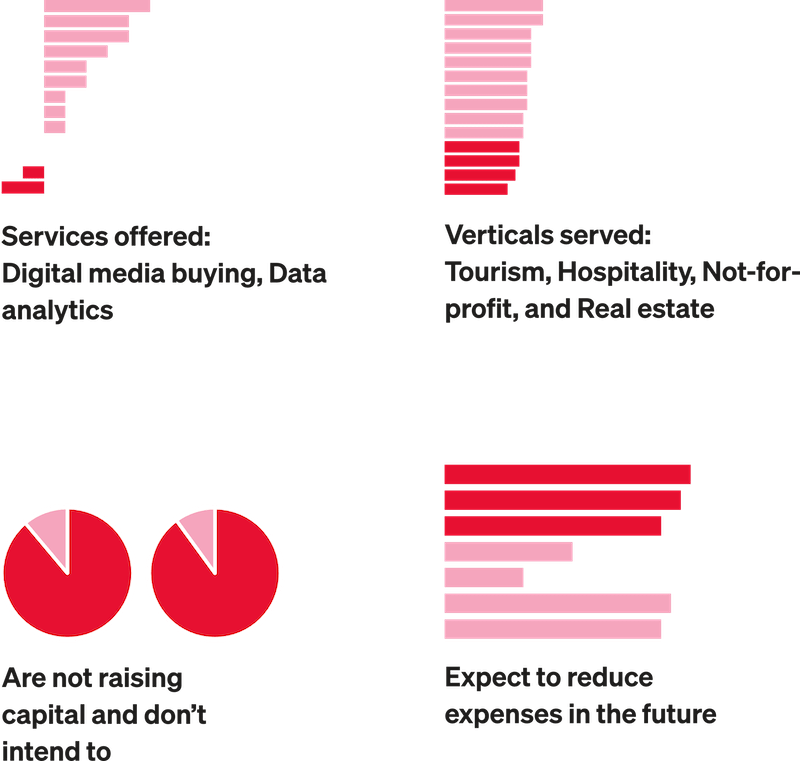 Services offered:
Digital media buying, Data
analytics
Verticals served:
Tourism, Hospitality, Not-for-
profit, and Real estate
Are not raising
capital and don’t
intend to
Expect to reduce
expenses in the future